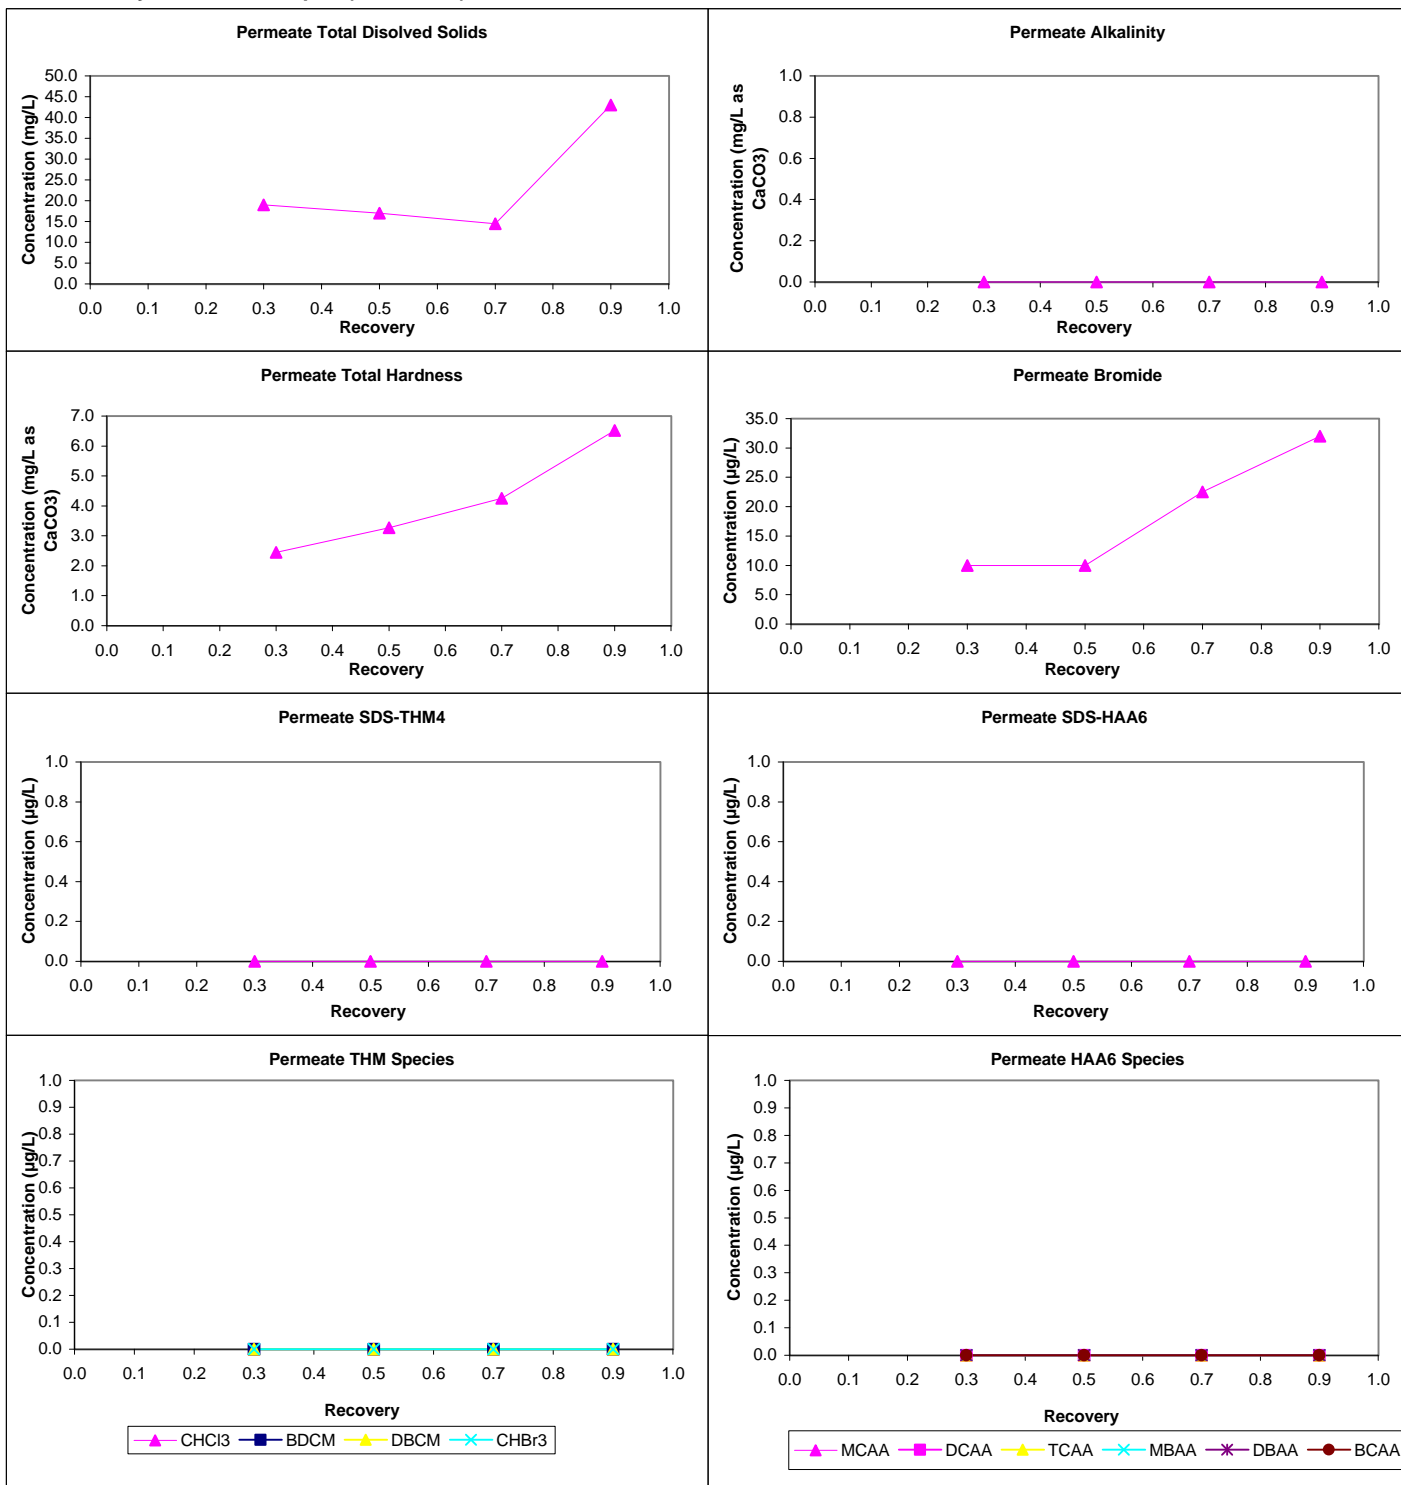 Permeate Total Disolved Solids
Concentration (mg/L)
50.0
45.0
40.0
35.0
30.0
25.0
20.0
15.0
10.0
5.0
0.0
0.0 0.1 0.2 0.3 0.4 0.5 0.6 0.7 0.8 0.9 1.0
Recovery
Permeate Alkalinity
Concentration (mg/L as
CaCO3)
1.0
0.8
0.6
0.4
0.2
0.0
0.0 0.1 0.2 0.3 0.4 0.5 0.6 0.7 0.8 0.9 1.0
Recovery
Permeate Total Hardness
Concentration (mg/L as
CaCO3)
7.0
6.0
5.0
4.0
3.0
2.0
1.0
0.0
0.0 0.1 0.2 0.3 0.4 0.5 0.6 0.7 0.8 0.9 1.0
Recovery
Permeate Bromide
Concentration (µg/L)
35.0
30.0
25.0
20.0
15.0
10.0
5.0
0.0
0.0 0.1 0.2 0.3 0.4 0.5 0.6 0.7 0.8 0.9 1.0
Recovery
Permeate SDS-THM4
Concentration (µg/L)
1.0
0.8
0.6
0.4
0.2
0.0
0.0 0.1 0.2 0.3 0.4 0.5 0.6 0.7 0.8 0.9 1.0
Recovery
Permeate SDS-HAA6
Concentration (µg/L)
1.0
0.8
0.6
0.4
0.2
0.0
0.0 0.1 0.2 0.3 0.4 0.5 0.6 0.7 0.8 0.9 1.0
Recovery
Permeate THM Species
Concentration (µg/L)
1.0
0.9
0.8
0.7
0.6
0.5
0.4
0.3
0.2
0.1
0.0
0.0 0.1 0.2 0.3 0.4 0.5 0.6 0.7 0.8 0.9 1.0
Recovery
CHCl3 BDCM DBCM CHBr3
Permeate HAA6 Species
Concentration (µg/L)
1.0
0.9
0.8
0.7
0.6
0.5
0.4
0.3
0.2
0.1
0.0
0.0 0.1 0.2 0.3 0.4 0.5 0.6 0.7 0.8 0.9 1.0
Recovery
MCAA DCAA TCAA MBAA DBAA BCAA